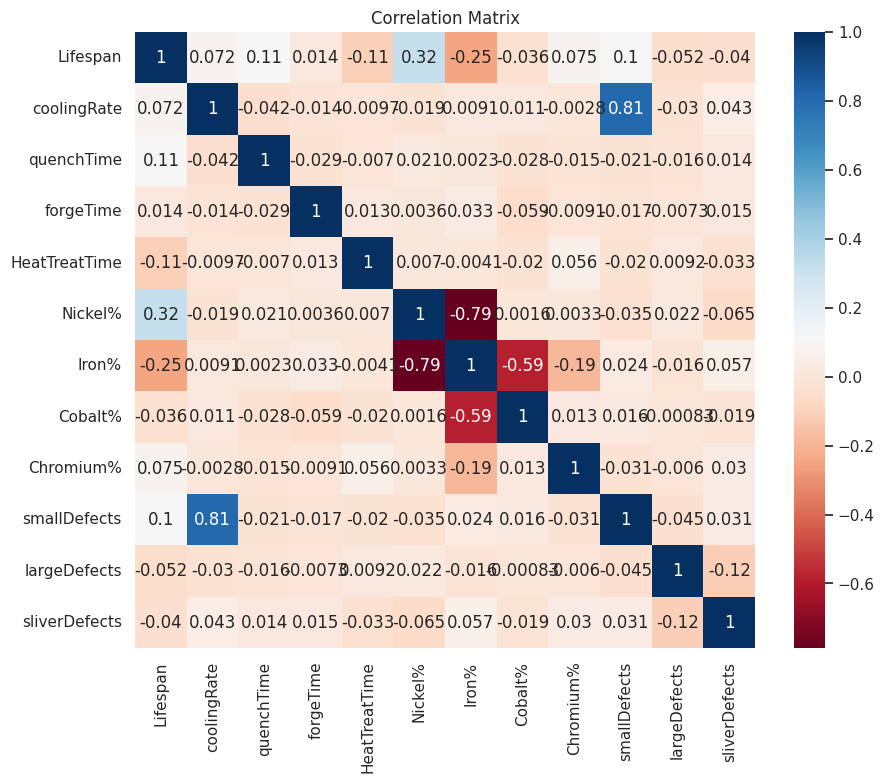 Correlation Matrix
Lifespan 1 0.072 0.11 0.014 -0.11 0.32 -0.25 -0.036 0.075 0.1 -0.052 -0.04
coolingRate 0.072 1 -0.042 -0.014 -0.0097 -0.019 0.0091 0.011 -0.0028 0.81 -0.03 0.043
quenchTime 0.11 -0.042 1 -0.029 -0.007 0.021 0.0023 -0.028 -0.015 -0.021 -0.016 0.014
forgeTime 0.014 -0.014 -0.029 1 0.013 0.0036 0.033 -0.059 -0.0091 -0.017 -0.0073 0.015
HeatTreatTime -0.11 -0.0097 -0.007 0.013 1 0.007 -0.0041 -0.02 0.056 -0.02 0.0092 -0.033
Nickel% 0.32 -0.019 0.021 0.0036 0.007 1 -0.79 0.0016 0.0033 -0.035 0.022 -0.065
Iron% -0.25 0.0091 0.0023 0.033 -0.0041 -0.79 1 -0.59 -0.19 0.024 -0.016 0.057
Cobalt% -0.036 0.011 -0.028 -0.059 -0.02 0.0016 -0.59 1 0.013 0.016 -0.00083 -0.019
Chromium% 0.075 -0.0028 -0.015 -0.0091 0.056 0.0033 -0.19 0.013 1 -0.031 -0.006 0.03
smallDefects 0.1 0.81 -0.021 -0.017 -0.02 -0.035 0.024 0.016 -0.031 1 -0.045 0.031
largeDefects -0.052 -0.03 -0.016 -0.0073 0.0092 0.022 -0.016 -0.00083 -0.006 -0.045 1 -0.12
sliverDefects -0.04 0.043 0.014 0.015 -0.033 -0.065 0.057 -0.019 0.03 0.031 -0.12 1
Lifespan coolingRate quenchTime forgeTime HeatTreatTime Nickel% Iron% Cobalt% Chromium% smallDefects largeDefects sliverDefects
1.0
0.8
0.6
0.4
0.2
0.0
−0.2
−0.4
−0.6